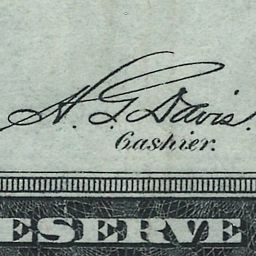 H. G. Davis.
Cashier.
ESERVE